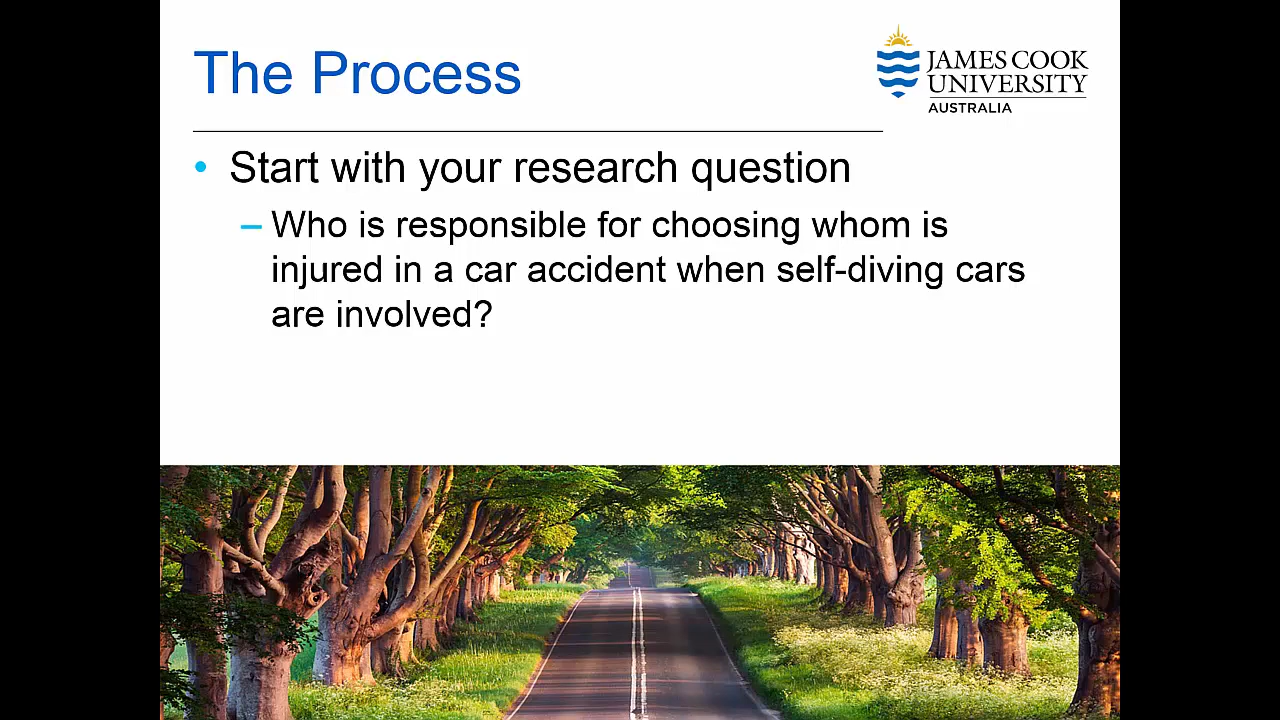 The Process
JAMES COOK
UNIVERSITY
AUSTRALIA
• Start with your research question
– Who is responsible for choosing whom is
injured in a car accident when self-diving cars
are involved?